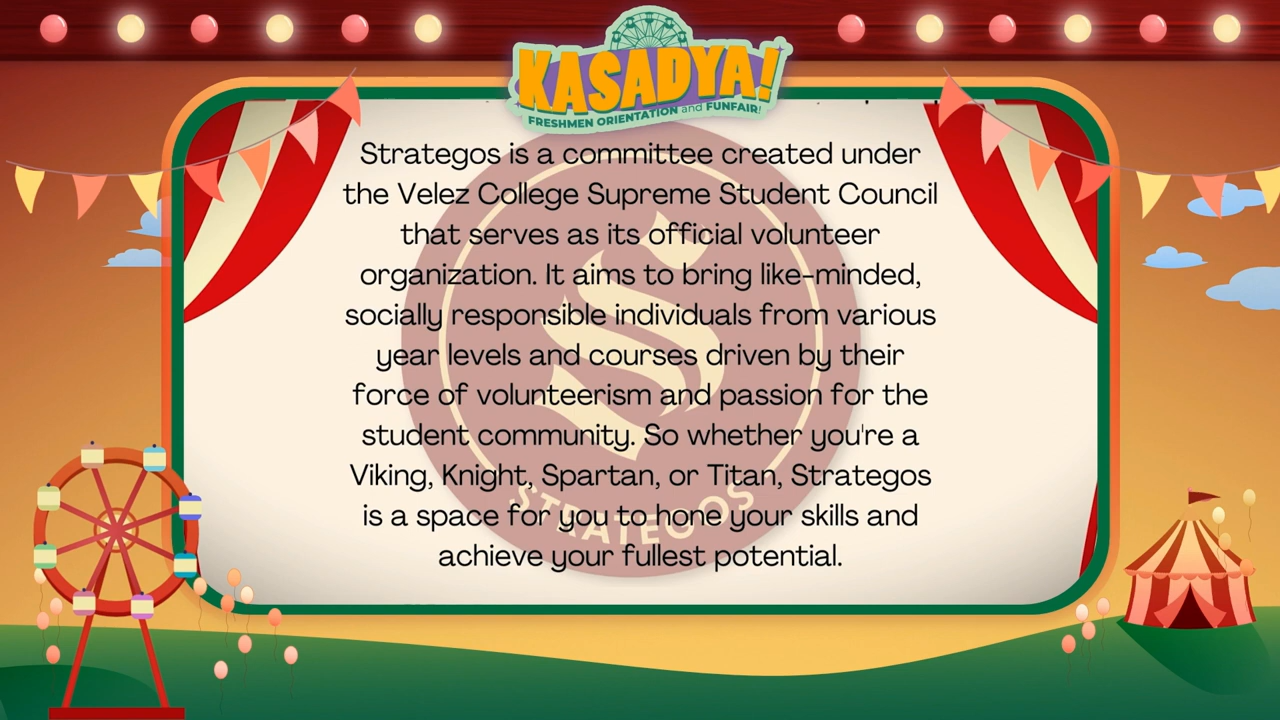 KASADYA!
FRESHMEN ORIENTATION and FUNFAIR!
Strategos is a committee created under
the Velez College Supreme Student Council
that serves as its official volunteer
organization. It aims to bring like-minded,
socially responsible individuals from various
year levels and courses driven by their
force of volunteerism and passion for the
student community. So whether you're a
Viking, Knight, Spartan, or Titan, Strategos
is a space for you to hone your skills and
achieve your fullest potential.
S
STRATEGOS